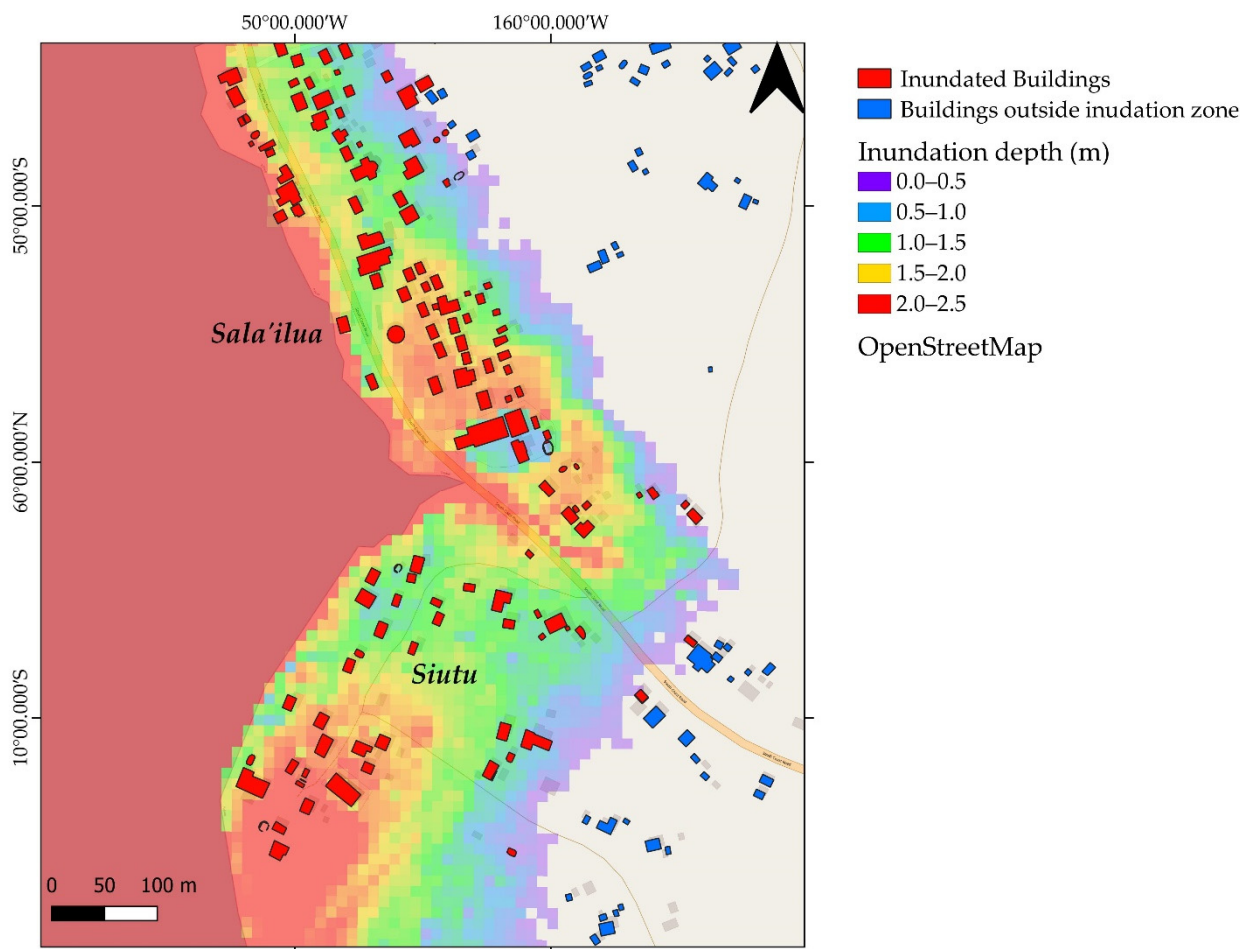 50°00.000'W 160°00.000'W
Inundated Buildings
Buildings outside inudation zone
Inundation depth (m)
0.0–0.5
0.5–1.0
1.0–1.5
1.5–2.0
2.0–2.5
OpenStreetMap
50°00.000'S
Sala'ilua
60°00.000'N
Siutu
10°00.000'S
0 50 100 m